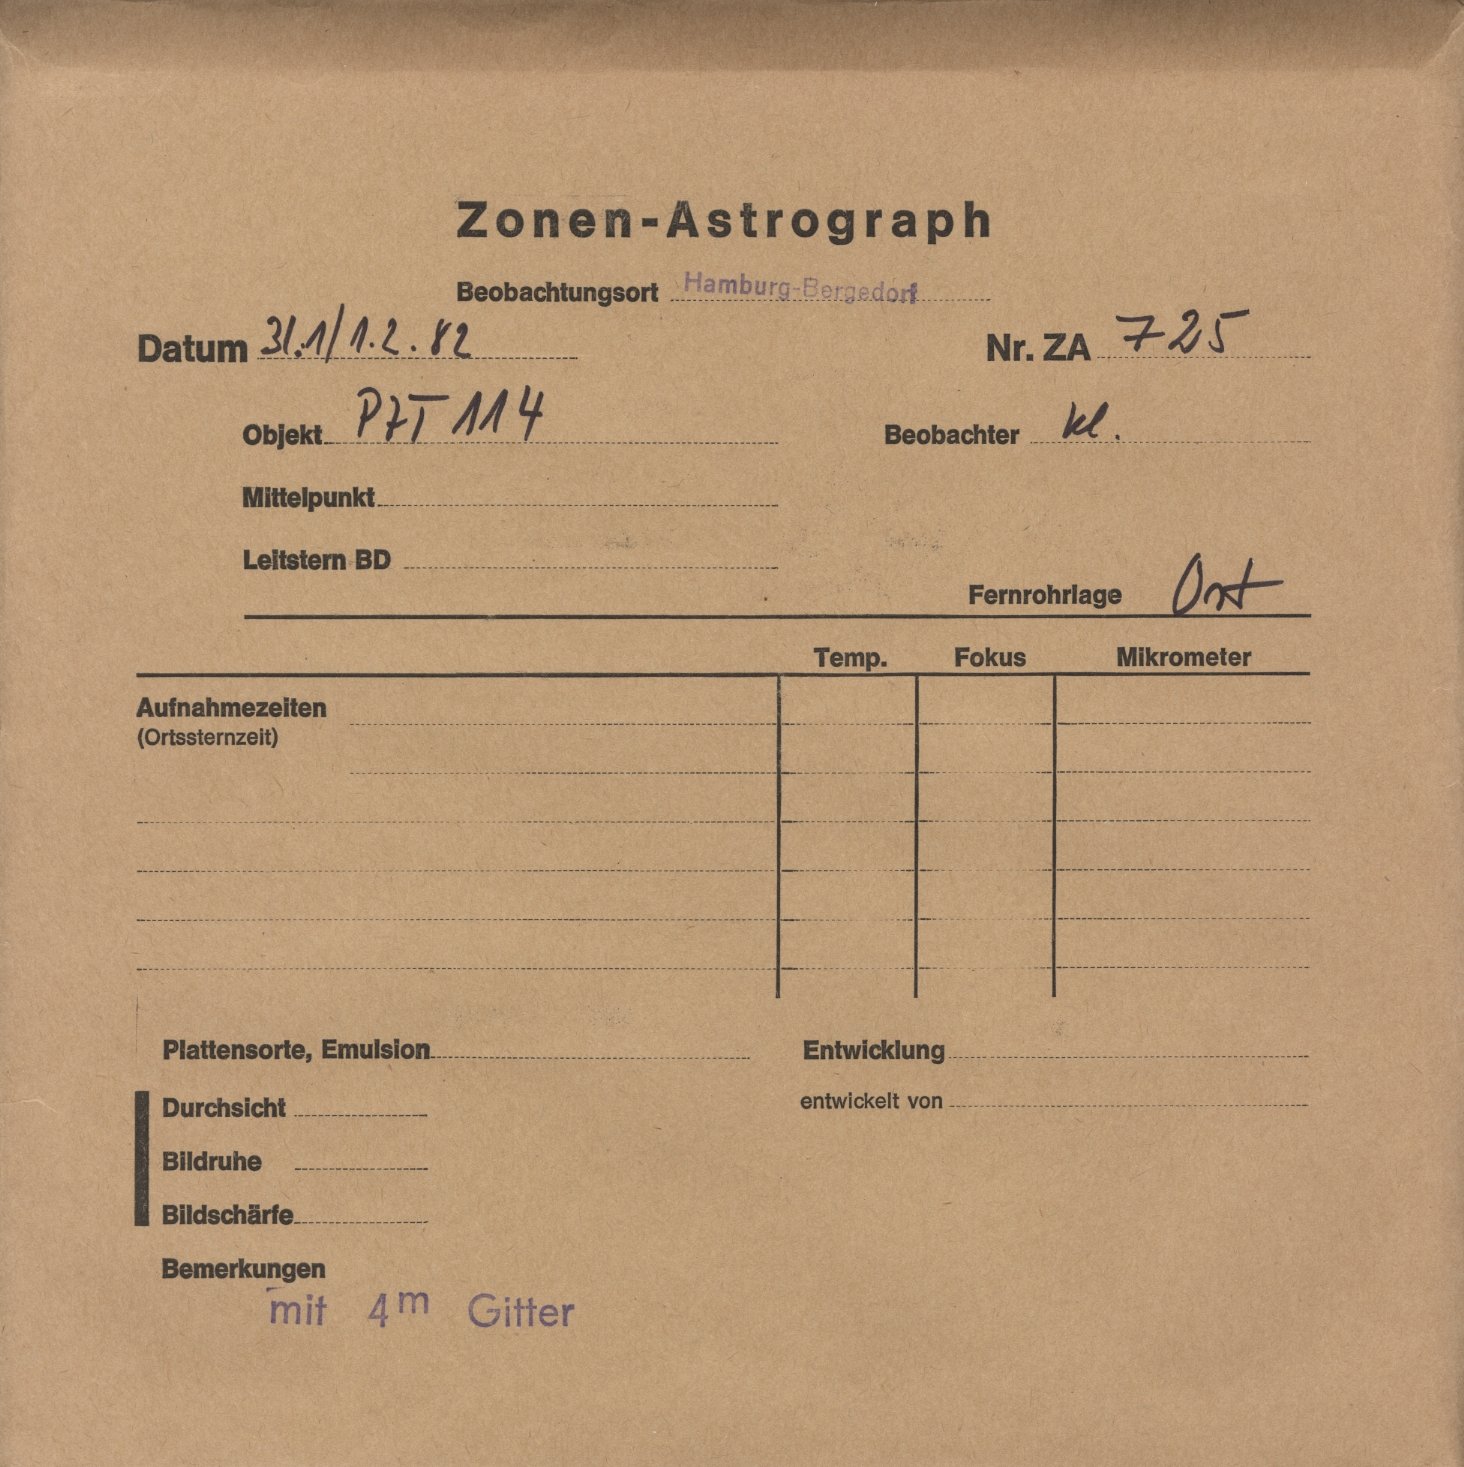 Zonen-Astrograph
Beobachtungsort Hamburg-Bergedorf
Datum 31.1/1.2.82 Nr. ZA 725
Objekt PZT 114 Beobachter Kl.
Mittelpunkt
Leitstern BD
Fernrohrlage Ost
Temp. Fokus Mikrometer
Aufnahmezeiten
(Ortssternzeit)
Plattensorte, Emulsion Entwicklung
Durchsicht entwickelt von
Bildruhe
Bildschärfe
Bemerkungen
mit 4m Gitter